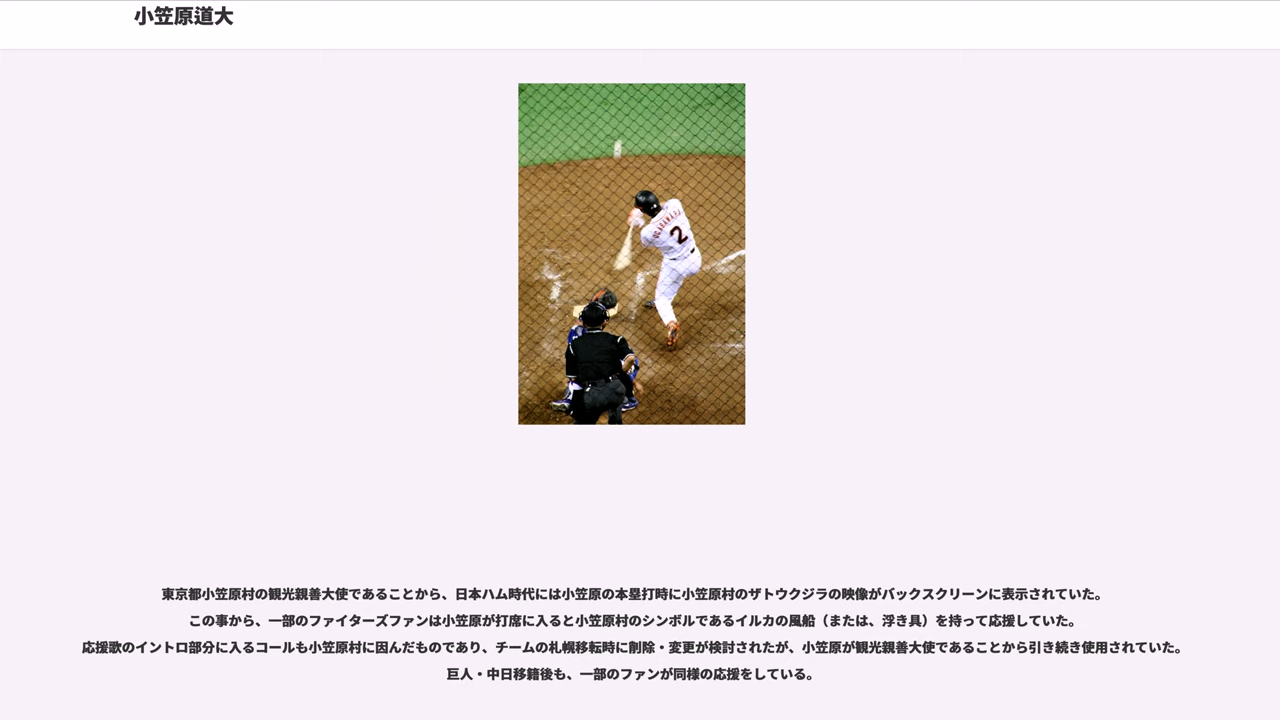 小笠原道大
OGASAWARA
2
東京都小笠原村の観光親善大使であることから、日本ハム時代には小笠原の本塁打時に小笠原村のザトウクジラの映像がバックスクリーンに表示されていた。
この事から、一部のファイターズファンは小笠原が打席に入ると小笠原村のシンボルであるイルカの風船（または、浮き具）を持って応援していた。
応援歌のイントロ部分に入るコールも小笠原村に因んだものであり、チームの札幌移転時に削除・変更が検討されたが、小笠原が観光親善大使であることから引き続き使用されていた。
巨人・中日移籍後も、一部のファンが同様の応援をしている。